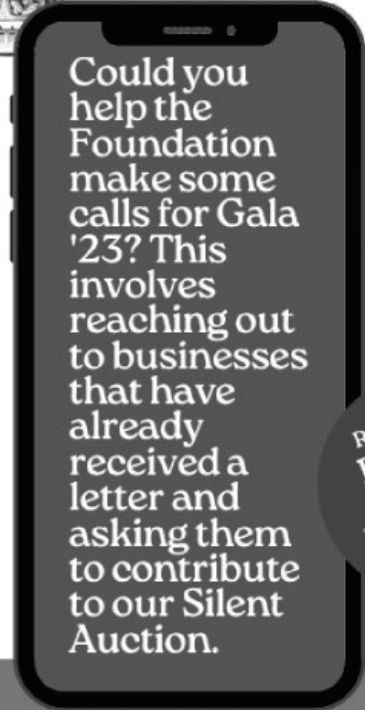 Could you
help the
Foundation
make some
calls for Gala
'23? This
involves
reaching out
to businesses
that have
already
received a
letter and
asking them
to contribute
to our Silent
Auction.